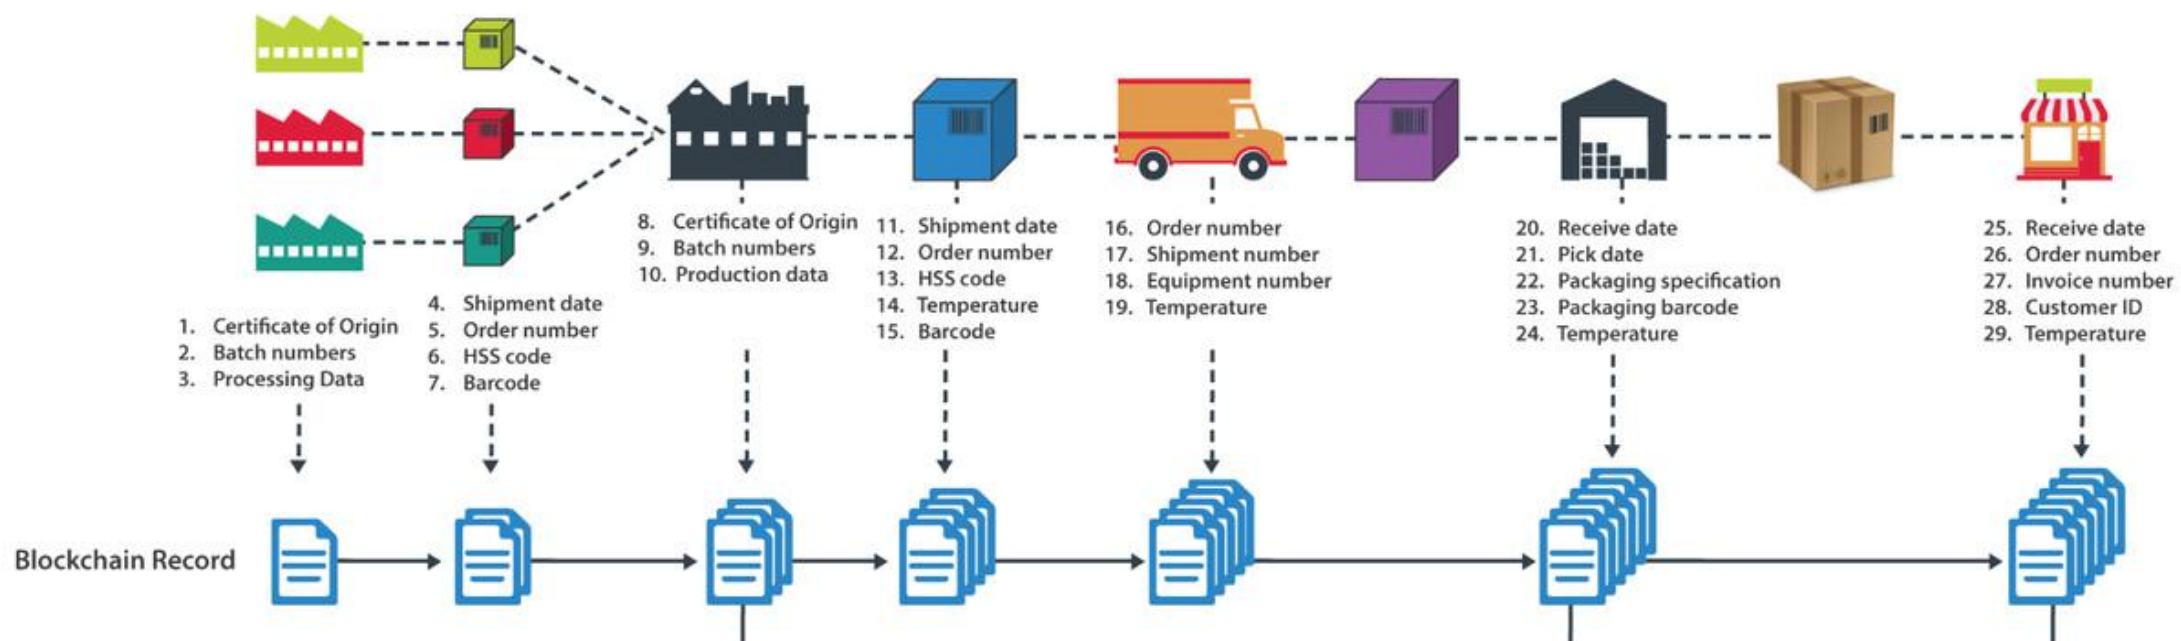 1. Certificate of Origin
2. Batch numbers
3. Processing Data
4. Shipment date
5. Order number
6. HSS code
7. Barcode
8. Certificate of Origin
9. Batch numbers
10. Production data
11. Shipment date
12. Order number
13. HSS code
14. Temperature
15. Barcode
16. Order number
17. Shipment number
18. Equipment number
19. Temperature
20. Receive date
21. Pick date
22. Packaging specification
23. Packaging barcode
24. Temperature
25. Receive date
26. Order number
27. Invoice number
28. Customer ID
29. Temperature
Blockchain Record